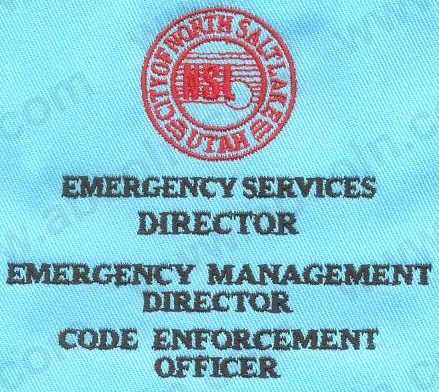 CITY OF NORTH SALT LAKE
NSL
UTAH
EMERGENCY SERVICES
DIRECTOR
EMERGENCY MANAGEMENT
DIRECTOR
CODE ENFORCEMENT
OFFICER